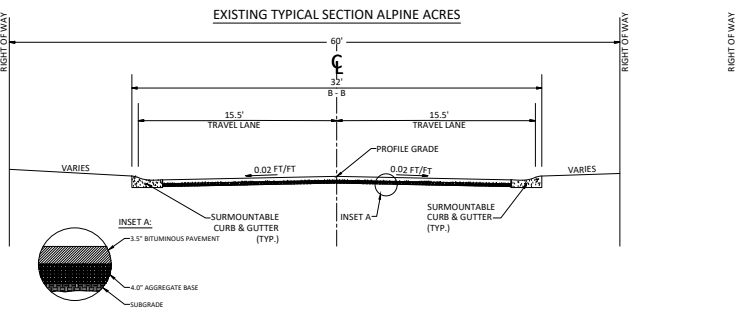 EXISTING TYPICAL SECTION ALPINE ACRES
RIGHT OF WAY
RIGHT OF WAY
RIGHT OF WAY
60'
CL
32'
B - B
15.5'
TRAVEL LANE
15.5'
TRAVEL LANE
PROFILE GRADE
VARIES
0.02 FT/FT
0.02 FT/FT
VARIES
SURMOUNTABLE
CURB & GUTTER
(TYP.)
INSET A
SURMOUNTABLE
CURB & GUTTER
(TYP.)
INSET A:
3.5" BITUMINOUS PAVEMENT
4.0" AGGREGATE BASE
SUBGRADE